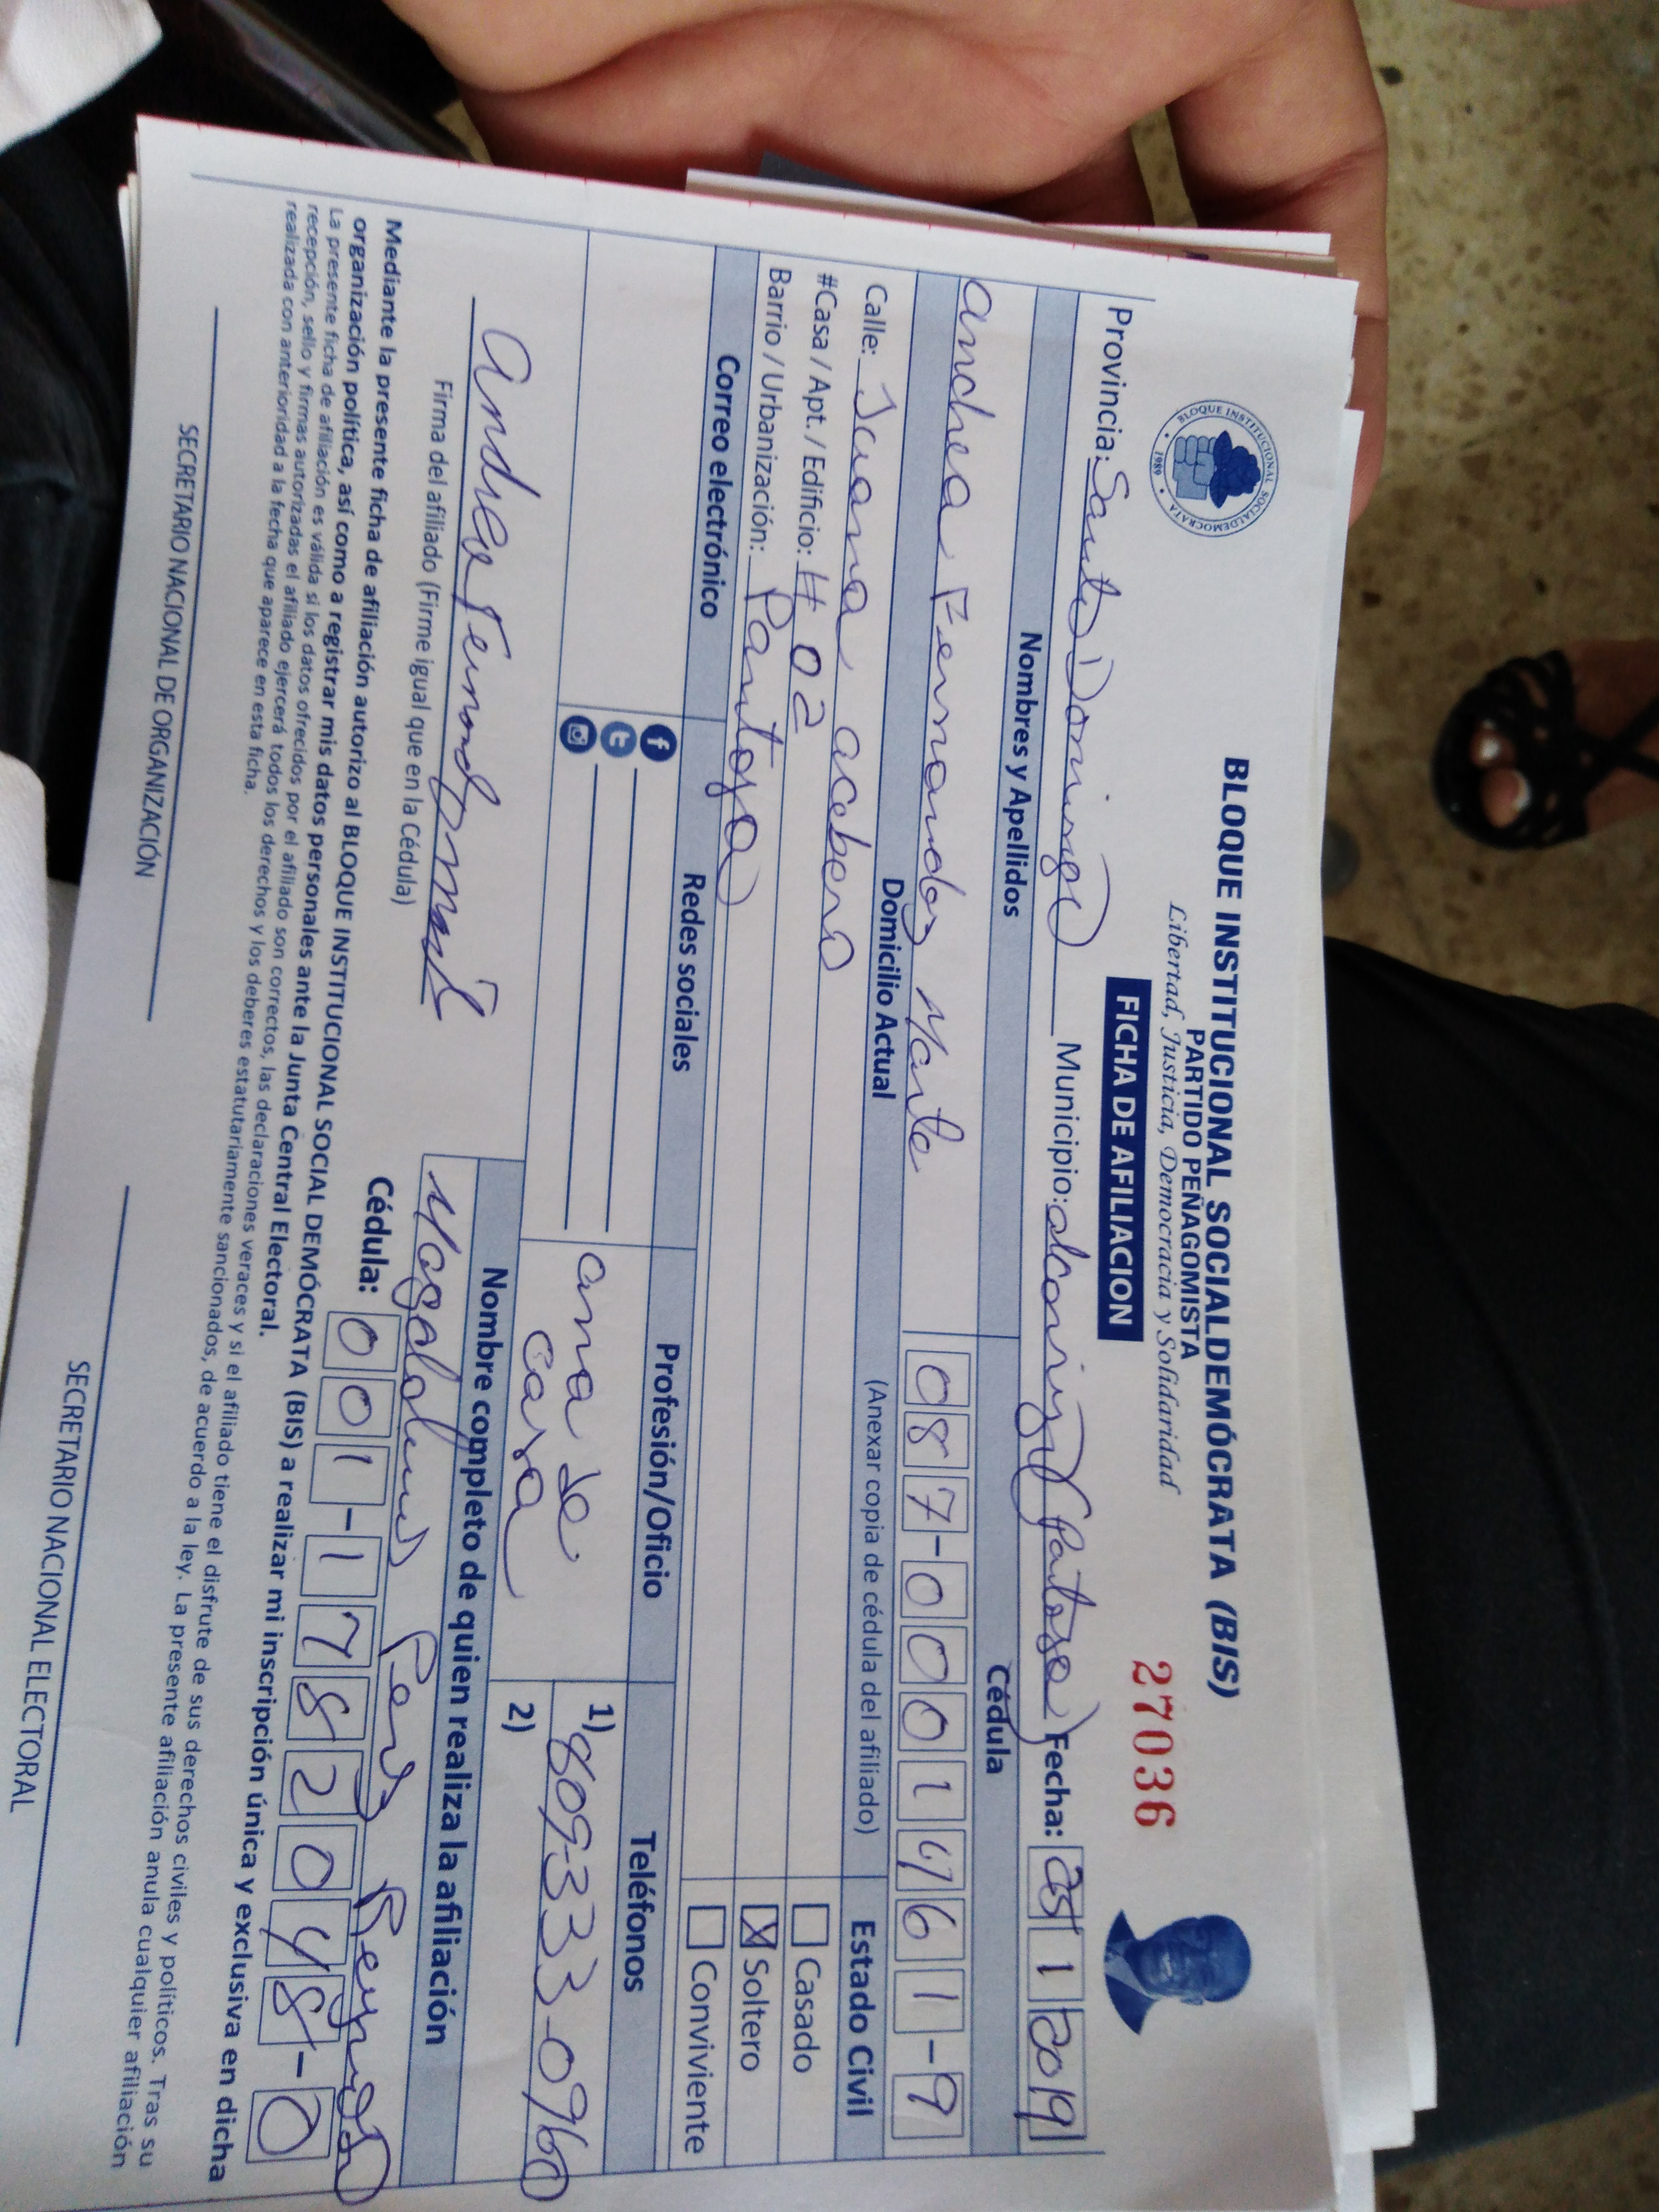 BLOQUE INSTITUCIONAL SOCIALDEMÓCRATA
1989
BLOQUE INSTITUCIONAL SOCIALDEMÓCRATA (BIS)
PARTIDO PEÑAGOMISTA
Libertad, Justicia, Democracia y Solidaridad
FICHA DE AFILIACION
27036
Provincia: Santo Domingo Municipio: Fecha: 1 2019
Nombres y Apellidos Cédula
Fernandez Marte 087-0001461-9
Domicilio Actual (Anexar copia de cédula del afiliado) Estado Civil
Calle: Juana
#Casa / Apt. / Edificio: # 02
Barrio / Urbanización: Pantoja
Casado
X Soltero
Conviviente
Correo electrónico Redes sociales Profesión/Oficio Teléfonos
ama de
casa
1) 809-333-0960
2)
Firma del afiliado (Firme igual que en la Cédula)
Nombre completo de quien realiza la afiliación
Cédula: 001-1782048-0
Mediante la presente ficha de afiliación autorizo al BLOQUE INSTITUCIONAL SOCIAL DEMÓCRATA (BIS) a realizar mi inscripción única y exclusiva en dicha
organización política, así como a registrar mis datos personales ante la Junta Central Electoral.
La presente ficha de afiliación es válida si los datos ofrecidos por el afiliado son correctos, las declaraciones veraces y si el afiliado tiene el disfrute de sus derechos civiles y políticos. Tras su
recepción, sello y firmas autorizadas el afiliado ejercerá todos los derechos y los deberes estatutariamente sancionados, de acuerdo a la ley. La presente afiliación anula cualquier afiliación
realizada con anterioridad a la fecha que aparece en esta ficha.
SECRETARIO NACIONAL DE ORGANIZACIÓN SECRETARIO NACIONAL ELECTORAL